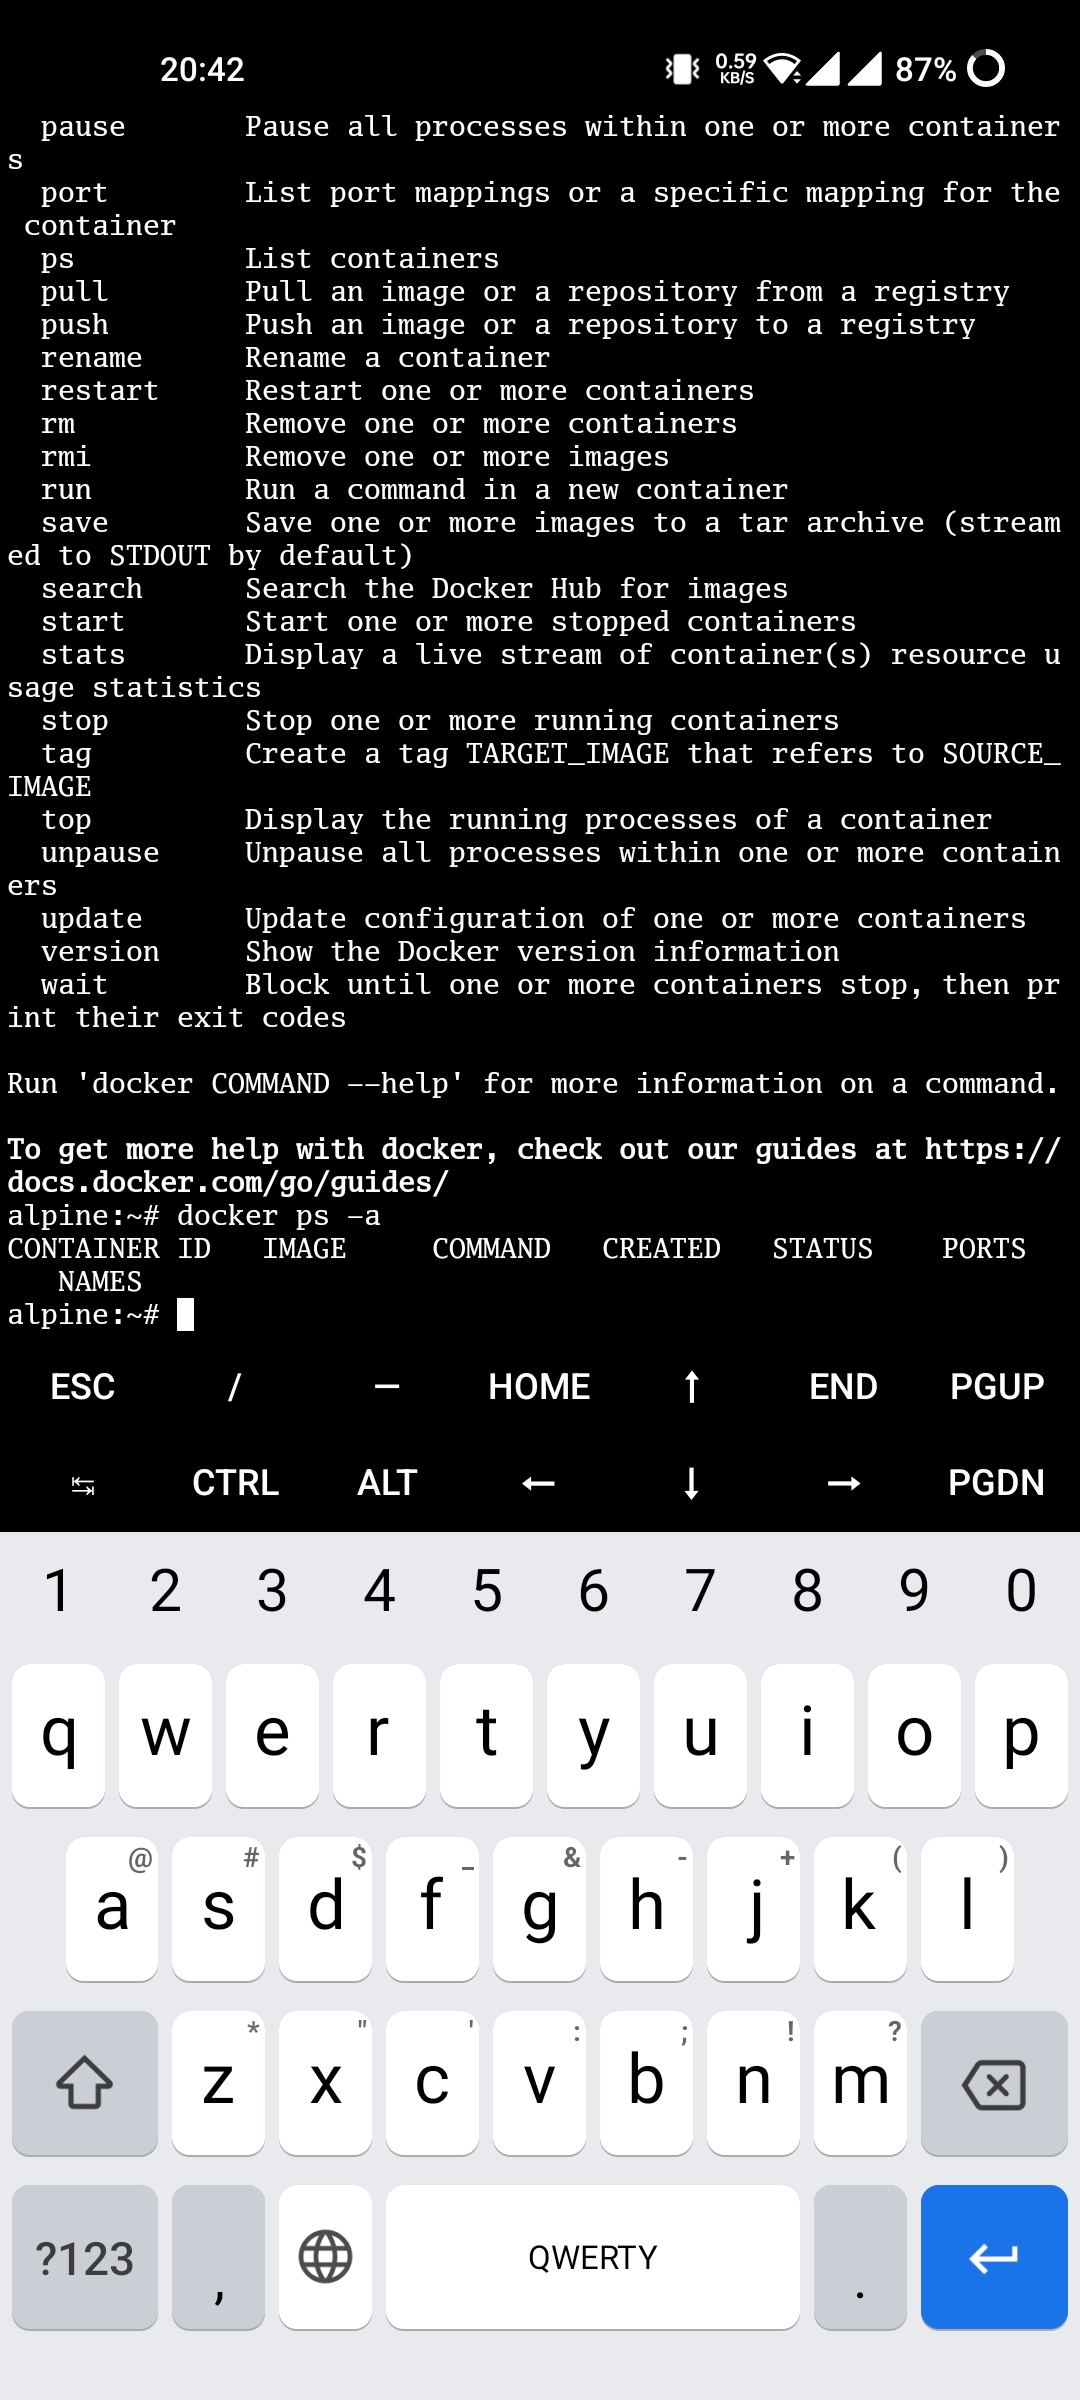 20:42 0.59 KB/S 87%
pause Pause all processes within one or more container
s
port List port mappings or a specific mapping for the
container
ps List containers
pull Pull an image or a repository from a registry
push Push an image or a repository to a registry
rename Rename a container
restart Restart one or more containers
rm Remove one or more containers
rmi Remove one or more images
run Run a command in a new container
save Save one or more images to a tar archive (stream
ed to STDOUT by default)
search Search the Docker Hub for images
start Start one or more stopped containers
stats Display a live stream of container(s) resource u
sage statistics
stop Stop one or more running containers
tag Create a tag TARGET_IMAGE that refers to SOURCE_
IMAGE
top Display the running processes of a container
unpause Unpause all processes within one or more contain
ers
update Update configuration of one or more containers
version Show the Docker version information
wait Block until one or more containers stop, then pr
int their exit codes
Run 'docker COMMAND --help' for more information on a command.
To get more help with docker, check out our guides at https://
docs.docker.com/go/guides/
alpine:~# docker ps -a
CONTAINER ID IMAGE COMMAND CREATED STATUS PORTS
NAMES
alpine:~#
ESC / — HOME ↑ END PGUP
↹ CTRL ALT ← ↓ → PGDN
1 2 3 4 5 6 7 8 9 0
q w e r t y u i o p
@ # $ _ & - + ( )
a s d f g h j k l
* " ' : ; ! ?
z x c v b n m
?123 , QWERTY .